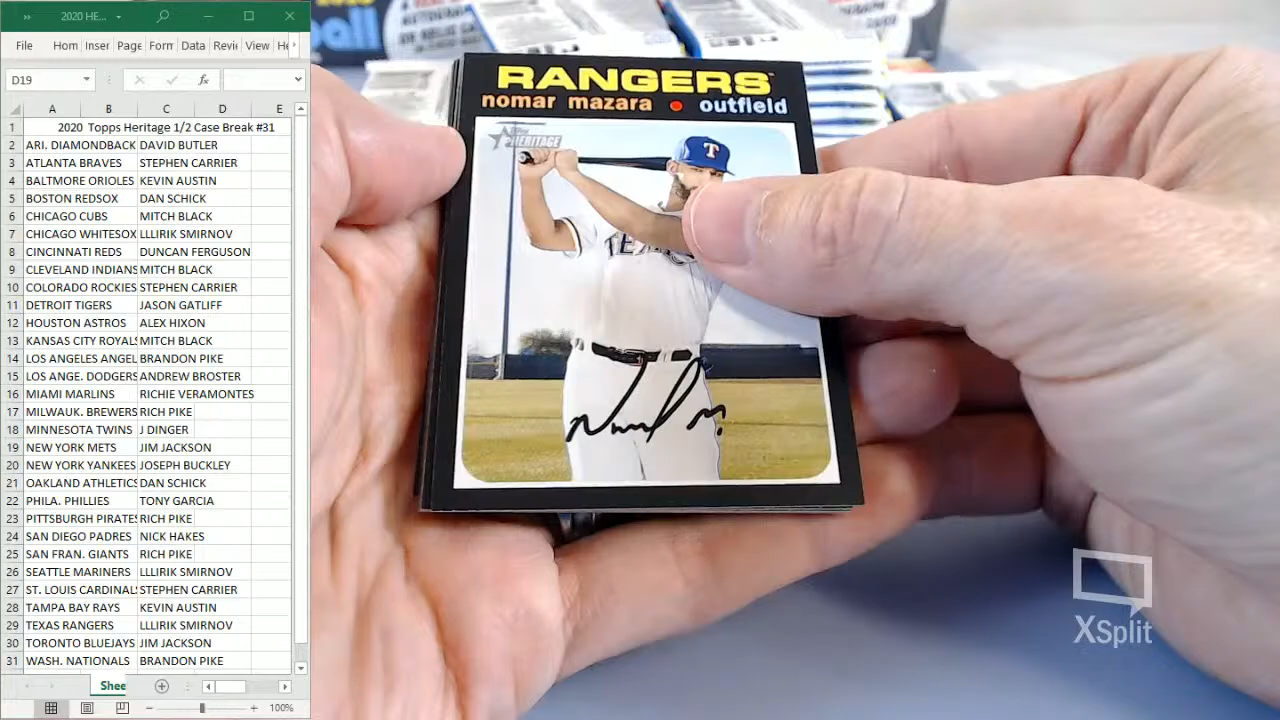 2020 HE...
File Hom Inser Page Form Data Revie View He
D19 fx
A B C D E
1 2020 Topps Heritage 1/2 Case Break #31
2 ARI. DIAMONDBACK DAVID BUTLER
3 ATLANTA BRAVES STEPHEN CARRIER
4 BALTMORE ORIOLES KEVIN AUSTIN
5 BOSTON REDSOX DAN SCHICK
6 CHICAGO CUBS MITCH BLACK
7 CHICAGO WHITESOX LLLIRIK SMIRNOV
8 CINCINNATI REDS DUNCAN FERGUSON
9 CLEVELAND INDIANS MITCH BLACK
10 COLORADO ROCKIES STEPHEN CARRIER
11 DETROIT TIGERS JASON GATLIFF
12 HOUSTON ASTROS ALEX HIXON
13 KANSAS CITY ROYALS MITCH BLACK
14 LOS ANGELES ANGEL BRANDON PIKE
15 LOS ANGE. DODGERS ANDREW BROSTER
16 MIAMI MARLINS RICHIE VERAMONTES
17 MILWAUK. BREWERS RICH PIKE
18 MINNESOTA TWINS J DINGER
19 NEW YORK METS JIM JACKSON
20 NEW YORK YANKEES JOSEPH BUCKLEY
21 OAKLAND ATHLETICS DAN SCHICK
22 PHILA. PHILLIES TONY GARCIA
23 PITTSBURGH PIRATES RICH PIKE
24 SAN DIEGO PADRES NICK HAKES
25 SAN FRAN. GIANTS RICH PIKE
26 SEATTLE MARINERS LLLIRIK SMIRNOV
27 ST. LOUIS CARDINALS STEPHEN CARRIER
28 TAMPA BAY RAYS KEVIN AUSTIN
29 TEXAS RANGERS LLLIRIK SMIRNOV
30 TORONTO BLUEJAYS JIM JACKSON
31 WASH. NATIONALS BRANDON PIKE
Shee
100%
RANGERS
nomar mazara • outfield
Topps HERITAGE
T
TEXA
XSplit